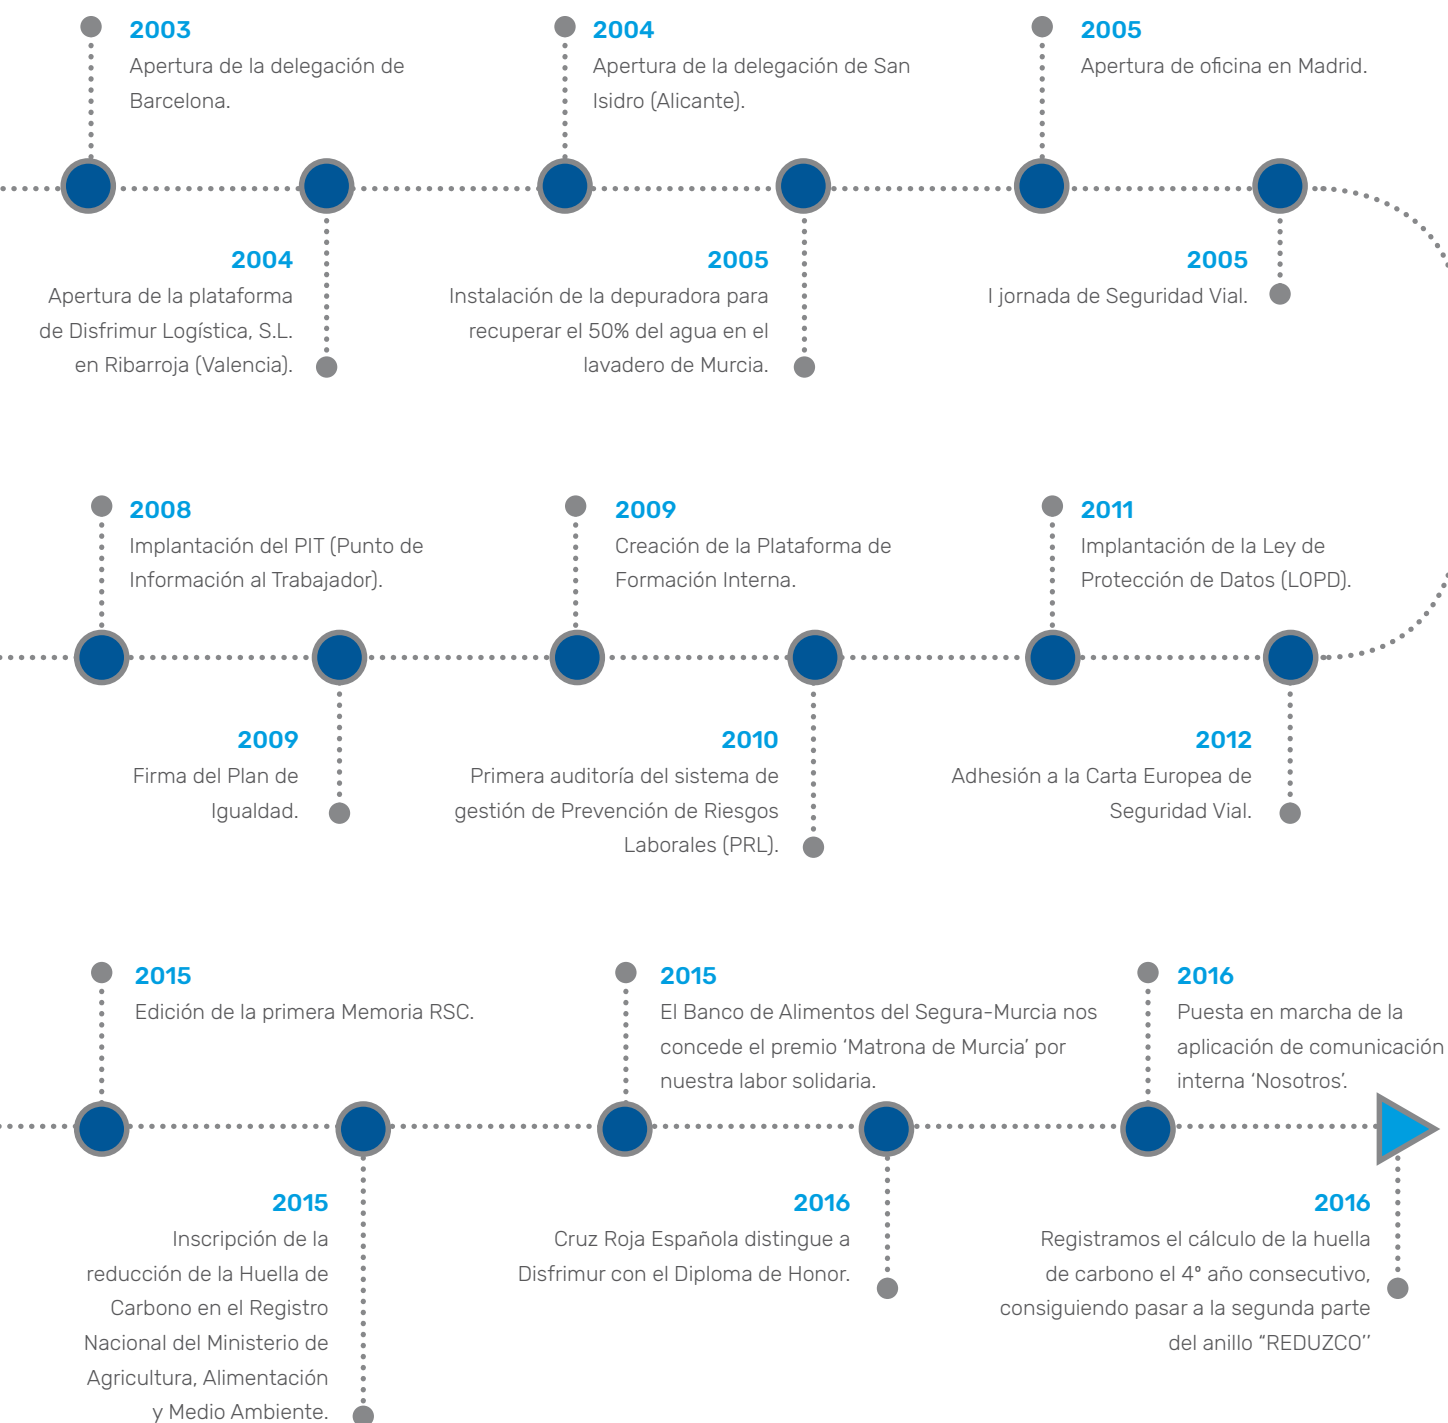 2003
Apertura de la delegación de
Barcelona.
2004
Apertura de la delegación de San
Isidro (Alicante).
2005
Apertura de oficina en Madrid.
2004
Apertura de la plataforma
de Disfrimur Logística, S.L.
en Ribarroja (Valencia).
2005
Instalación de la depuradora para
recuperar el 50% del agua en el
lavadero de Murcia.
2005
I jornada de Seguridad Vial.
2008
Implantación del PIT (Punto de
Información al Trabajador).
2009
Creación de la Plataforma de
Formación Interna.
2011
Implantación de la Ley de
Protección de Datos (LOPD).
2009
Firma del Plan de
Igualdad.
2010
Primera auditoría del sistema de
gestión de Prevención de Riesgos
Laborales (PRL).
2012
Adhesión a la Carta Europea de
Seguridad Vial.
2015
Edición de la primera Memoria RSC.
2015
El Banco de Alimentos del Segura-Murcia nos
concede el premio ‘Matrona de Murcia’ por
nuestra labor solidaria.
2016
Puesta en marcha de la
aplicación de comunicación
interna ‘Nosotros’.
2015
Inscripción de la
reducción de la Huella de
Carbono en el Registro
Nacional del Ministerio de
Agricultura, Alimentación
y Medio Ambiente.
2016
Cruz Roja Española distingue a
Disfrimur con el Diploma de Honor.
2016
Registramos el cálculo de la huella
de carbono el 4º año consecutivo,
consiguiendo pasar a la segunda parte
del anillo “REDUZCO’’